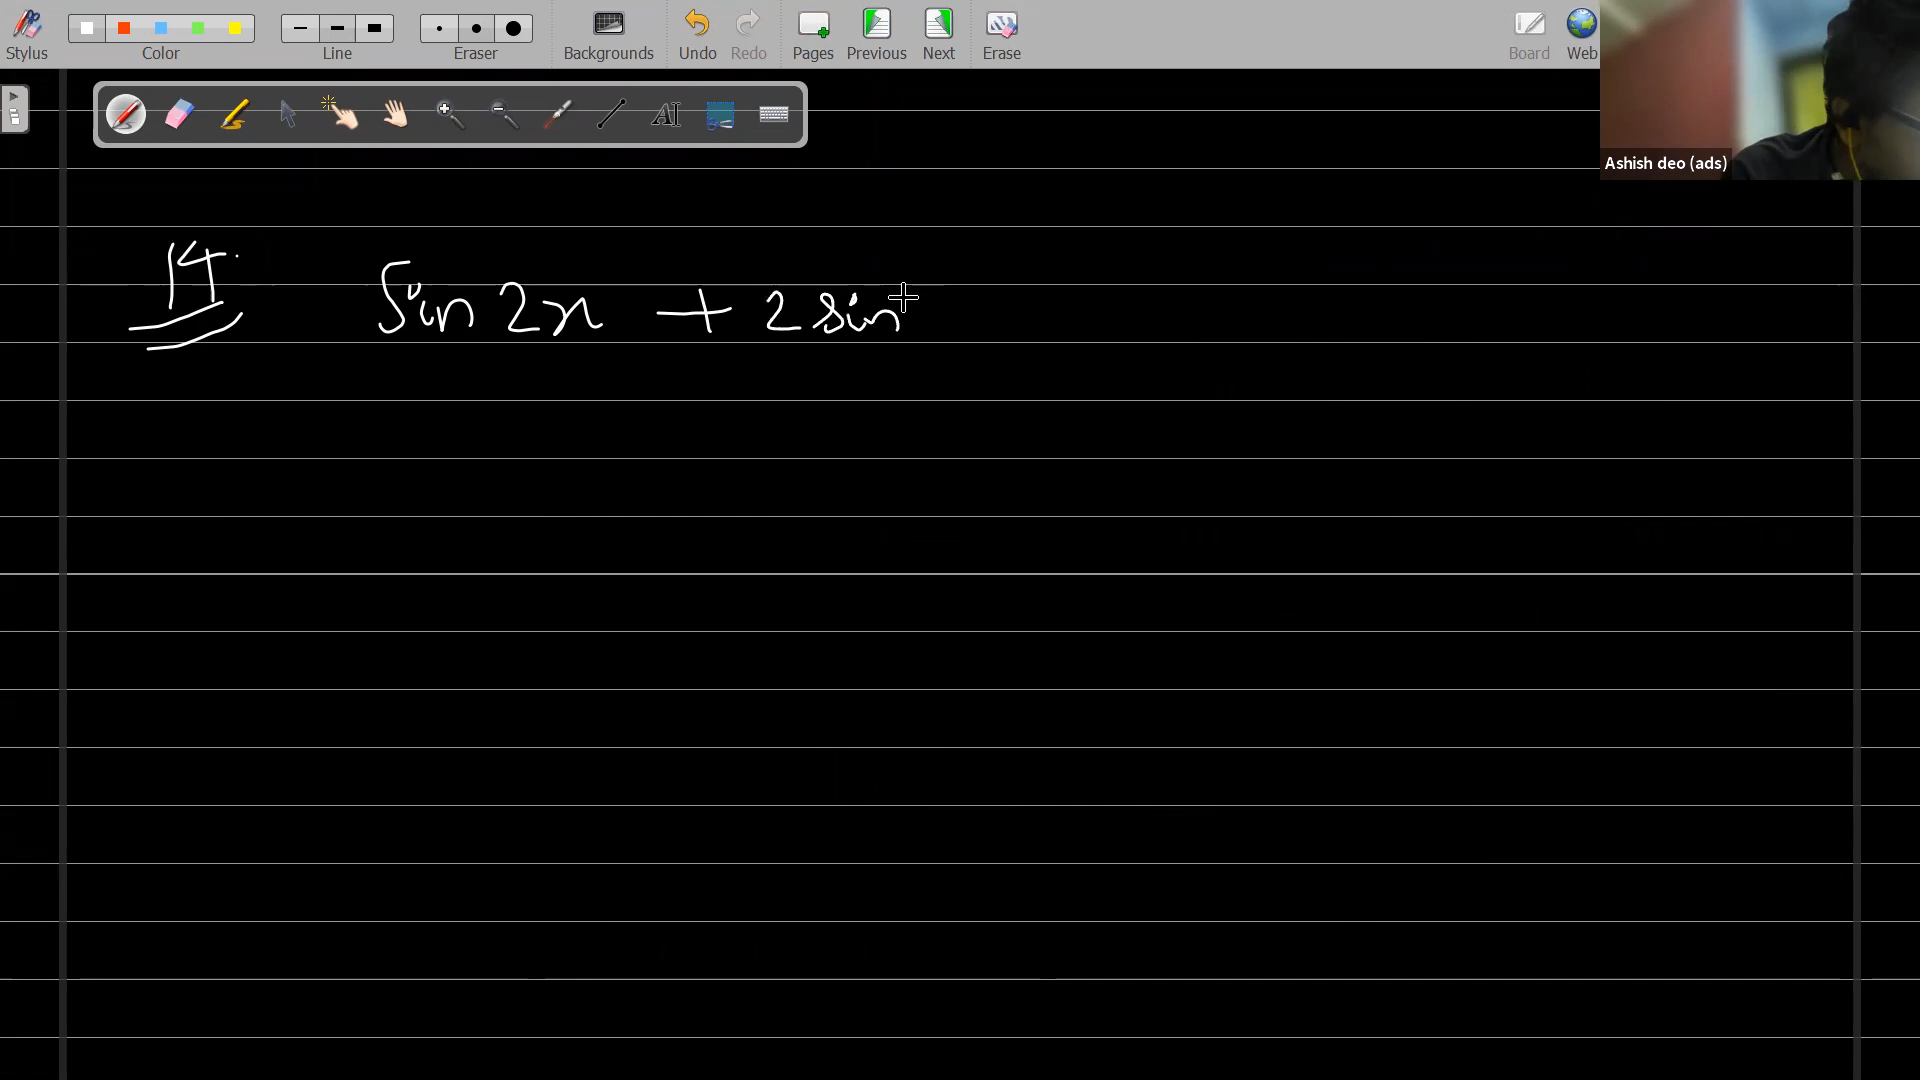 Stylus Color Line Eraser Backgrounds Undo Redo Pages Previous Next Erase Board Web
AI
Ashish deo (ads)
14. Sin 2x + 2 sin